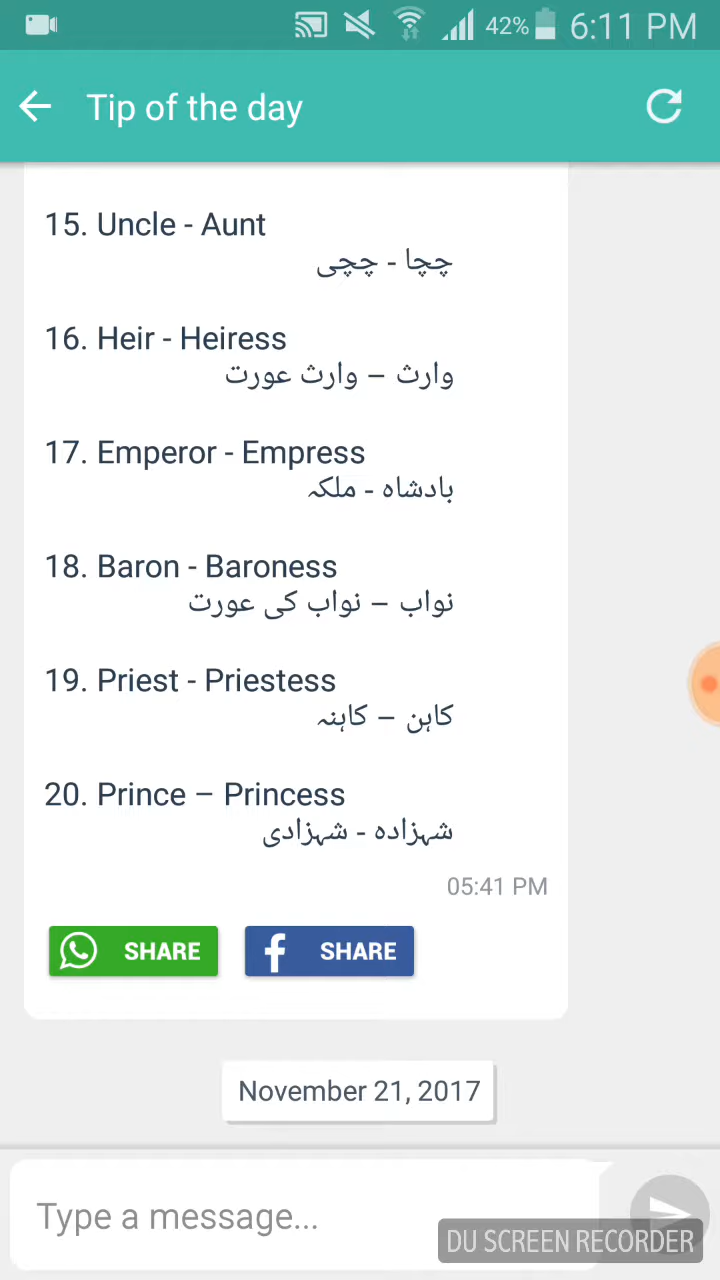 42% 6:11 PM
Tip of the day
15. Uncle - Aunt
چچا - چچی
16. Heir - Heiress
وارث – وارث عورت
17. Emperor - Empress
بادشاہ - ملکہ
18. Baron - Baroness
نواب – نواب کی عورت
19. Priest - Priestess
کاہن – کاہنہ
20. Prince – Princess
شہزادہ - شہزادی
05:41 PM
SHARE SHARE
November 21, 2017
Type a message...
DU SCREEN RECORDER